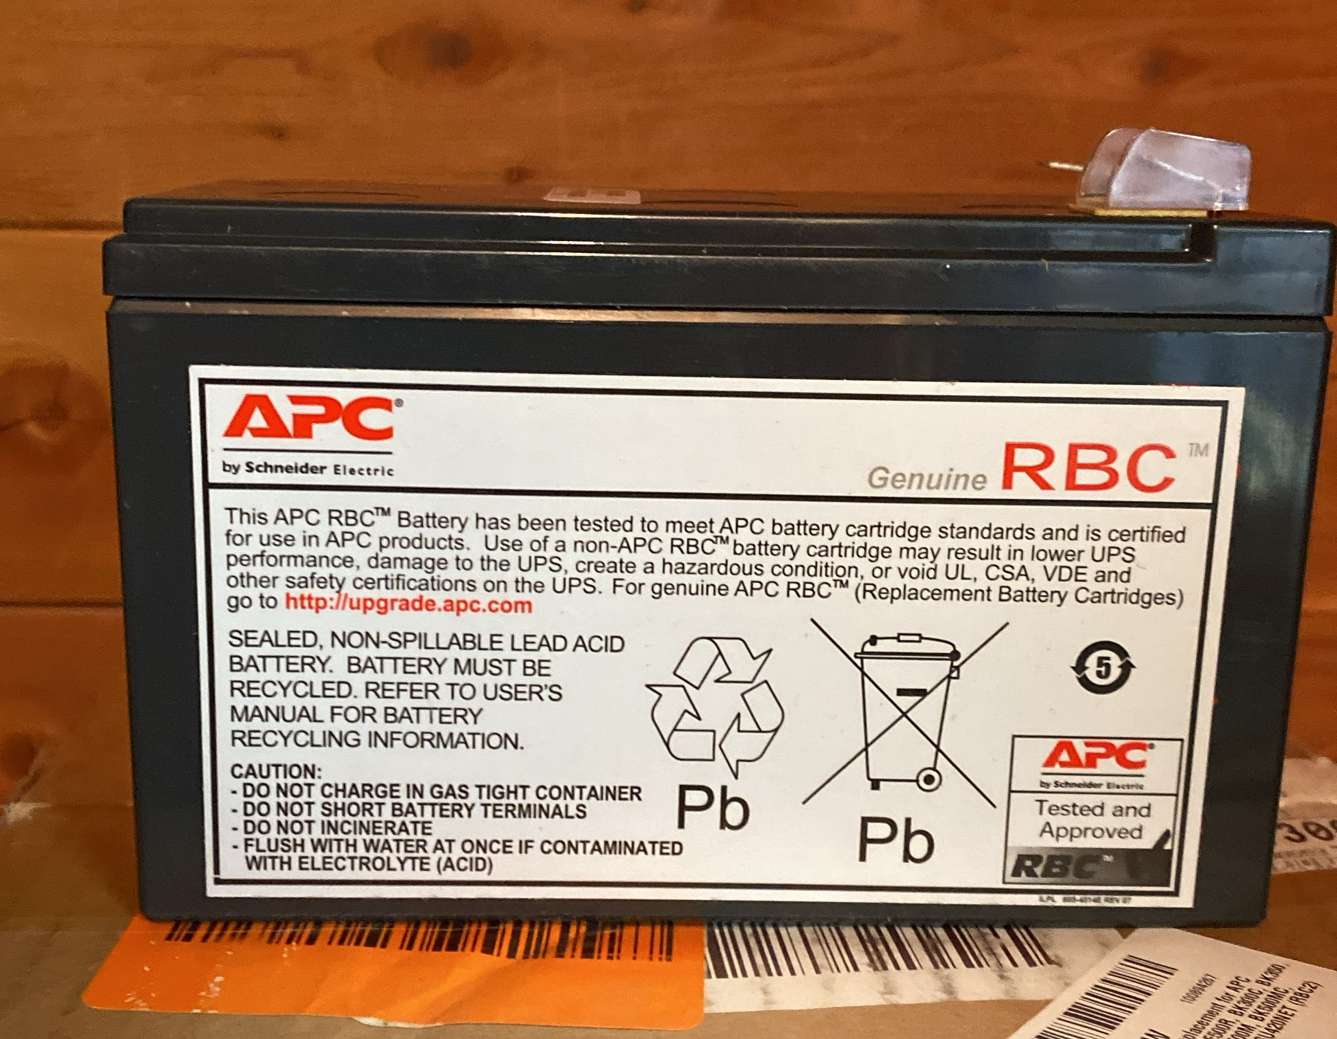 APC®
by Schneider Electric
Genuine RBC™
This APC RBC™ Battery has been tested to meet APC battery cartridge standards and is certified
for use in APC products. Use of a non-APC RBC™ battery cartridge may result in lower UPS
performance, damage to the UPS, create a hazardous condition, or void UL, CSA, VDE and
other safety certifications on the UPS. For genuine APC RBC™ (Replacement Battery Cartridges)
go to http://upgrade.apc.com
SEALED, NON-SPILLABLE LEAD ACID
BATTERY. BATTERY MUST BE
RECYCLED. REFER TO USER'S
MANUAL FOR BATTERY
RECYCLING INFORMATION.
CAUTION:
- DO NOT CHARGE IN GAS TIGHT CONTAINER
- DO NOT SHORT BATTERY TERMINALS
- DO NOT INCINERATE
- FLUSH WITH WATER AT ONCE IF CONTAMINATED
WITH ELECTROLYTE (ACID)
Pb
Pb
5
APC®
by Schneider Electric
Tested and
Approved
RBC™
for APC
BK300C
BK500MC
(RBC2)